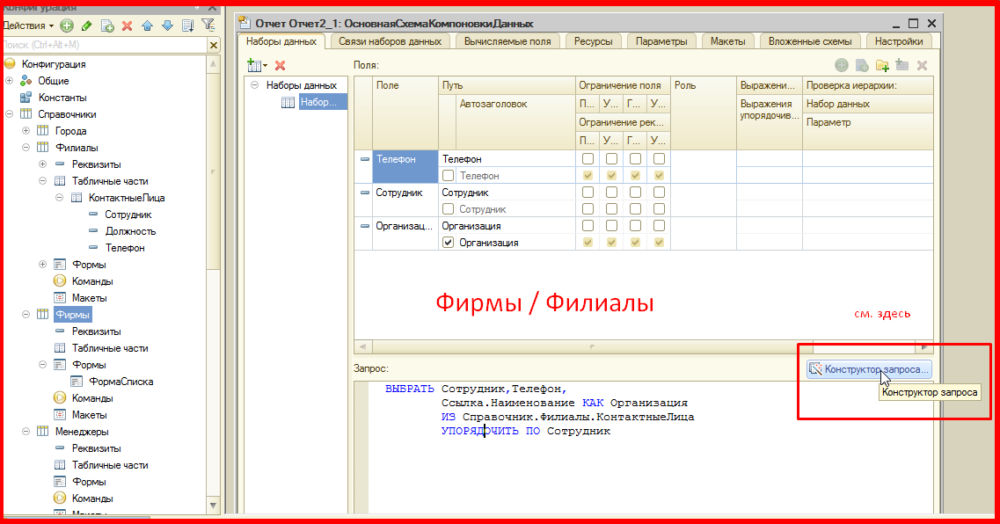 Конфигурация
Действия
Поиск (Ctrl+Alt+M)
Конфигурация
Общие
Константы
Справочники
Города
Филиалы
Реквизиты
Табличные части
КонтактныеЛица
Сотрудник
Должность
Телефон
Формы
Команды
Макеты
Фирмы
Реквизиты
Табличные части
Формы
ФормаСписка
Команды
Макеты
Менеджеры
Реквизиты
Табличные части
Формы
Команды
Макеты
Отчет Отчет2_1: ОсновнаяСхемаКомпоновкиДанных
Наборы данных Связи наборов данных Вычисляемые поля Ресурсы Параметры Макеты Вложенные схемы Настройки
Наборы данных
Набор...
Поля:
Поле Путь Ограничение поля Роль Выражени... Проверка иерархии:
Автозаголовок П... У... Г... У... Выражения упорядочив... Набор данных
Ограничение рек... Параметр
П... У... Г... У...
Телефон Телефон
Телефон
Сотрудник Сотрудник
Сотрудник
Организац... Организация
Организация
Фирмы / Филиалы
см. здесь
Запрос:
Конструктор запроса...
Конструктор запроса
ВЫБРАТЬ Сотрудник,Телефон,
Ссылка.Наименование КАК Организация
ИЗ Справочник.Филиалы.КонтактныеЛица
УПОРЯДОЧИТЬ ПО Сотрудник